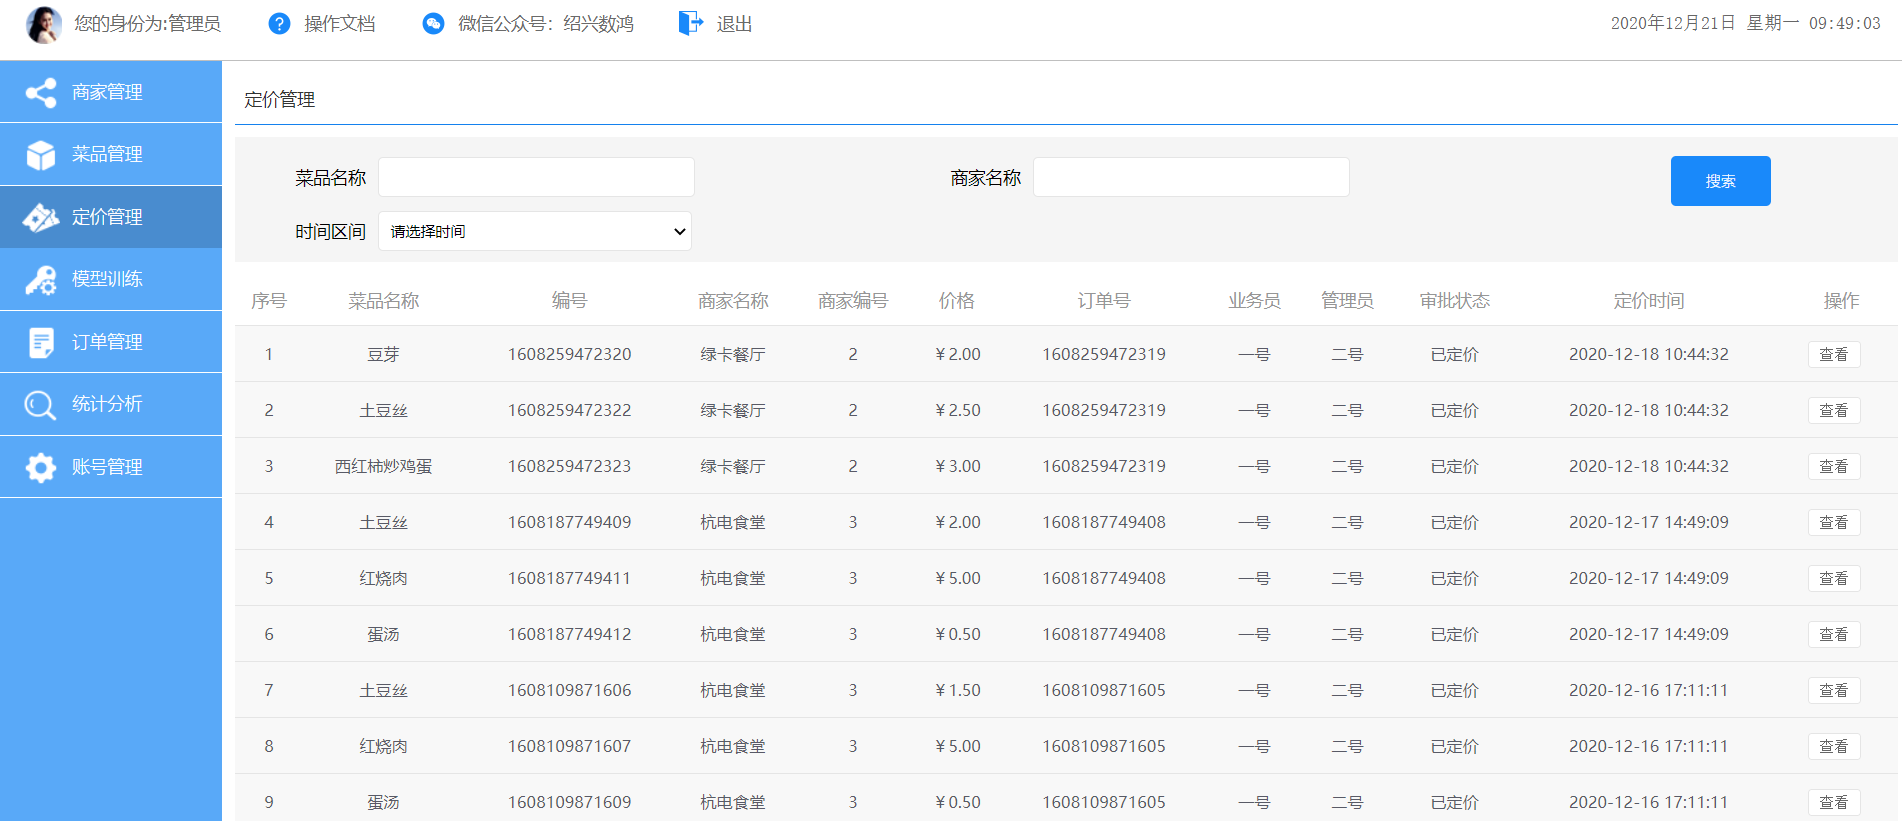 您的身份为:管理员 操作文档 微信公众号：绍兴数鸿 退出 2020年12月21日 星期一 09:49:03
商家管理
菜品管理
定价管理
模型训练
订单管理
统计分析
账号管理
定价管理
菜品名称 商家名称 搜索
时间区间 请选择时间
序号 菜品名称 编号 商家名称 商家编号 价格 订单号 业务员 管理员 审批状态 定价时间 操作
1 豆芽 1608259472320 绿卡餐厅 2 ¥2.00 1608259472319 一号 二号 已定价 2020-12-18 10:44:32 查看
2 土豆丝 1608259472322 绿卡餐厅 2 ¥2.50 1608259472319 一号 二号 已定价 2020-12-18 10:44:32 查看
3 西红柿炒鸡蛋 1608259472323 绿卡餐厅 2 ¥3.00 1608259472319 一号 二号 已定价 2020-12-18 10:44:32 查看
4 土豆丝 1608187749409 杭电食堂 3 ¥2.00 1608187749408 一号 二号 已定价 2020-12-17 14:49:09 查看
5 红烧肉 1608187749411 杭电食堂 3 ¥5.00 1608187749408 一号 二号 已定价 2020-12-17 14:49:09 查看
6 蛋汤 1608187749412 杭电食堂 3 ¥0.50 1608187749408 一号 二号 已定价 2020-12-17 14:49:09 查看
7 土豆丝 1608109871606 杭电食堂 3 ¥1.50 1608109871605 一号 二号 已定价 2020-12-16 17:11:11 查看
8 红烧肉 1608109871607 杭电食堂 3 ¥5.00 1608109871605 一号 二号 已定价 2020-12-16 17:11:11 查看
9 蛋汤 1608109871609 杭电食堂 3 ¥0.50 1608109871605 一号 二号 已定价 2020-12-16 17:11:11 查看